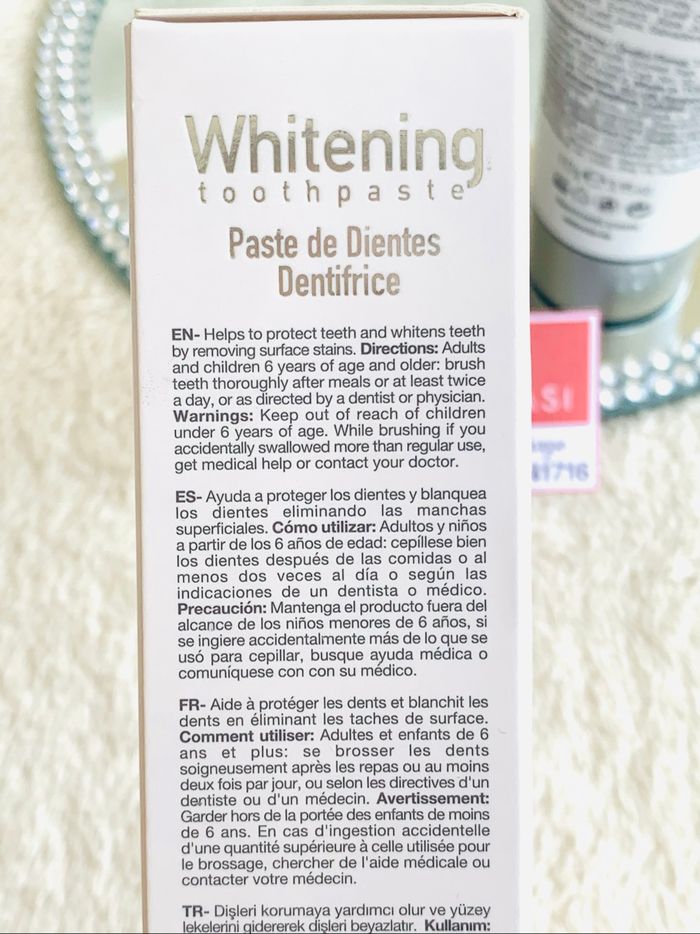 Whitening
toothpaste
Paste de Dientes
Dentifrice
EN- Helps to protect teeth and whitens teeth
by removing surface stains. Directions: Adults
and children 6 years of age and older: brush
teeth thoroughly after meals or at least twice
a day, or as directed by a dentist or physician.
Warnings: Keep out of reach of children
under 6 years of age. While brushing if you
accidentally swallowed more than regular use,
get medical help or contact your doctor.
ES- Ayuda a proteger los dientes y blanquea
los dientes eliminando las manchas
superficiales. Cómo utilizar: Adultos y niños
a partir de los 6 años de edad: cepíllese bien
los dientes después de las comidas o al
menos dos veces al día o según las
indicaciones de un dentista o médico.
Precaución: Mantenga el producto fuera del
alcance de los niños menores de 6 años, si
se ingiere accidentalmente más de lo que se
usó para cepillar, busque ayuda médica o
comuníquese con con su médico.
FR- Aide à protéger les dents et blanchit les
dents en éliminant les taches de surface.
Comment utiliser: Adultes et enfants de 6
ans et plus: se brosser les dents
soigneusement après les repas ou au moins
deux fois par jour, ou selon les directives d'un
dentiste ou d'un médecin. Avertissement:
Garder hors de la portée des enfants de moins
de 6 ans. En cas d'ingestion accidentelle
d'une quantité supérieure à celle utilisée pour
le brossage, chercher de l'aide médicale ou
contacter votre médecin.
TR- Dişleri korumaya yardımcı olur ve yüzey
lekelerini gidererek dişleri beyazlatır. Kullanım:
ASI
1716